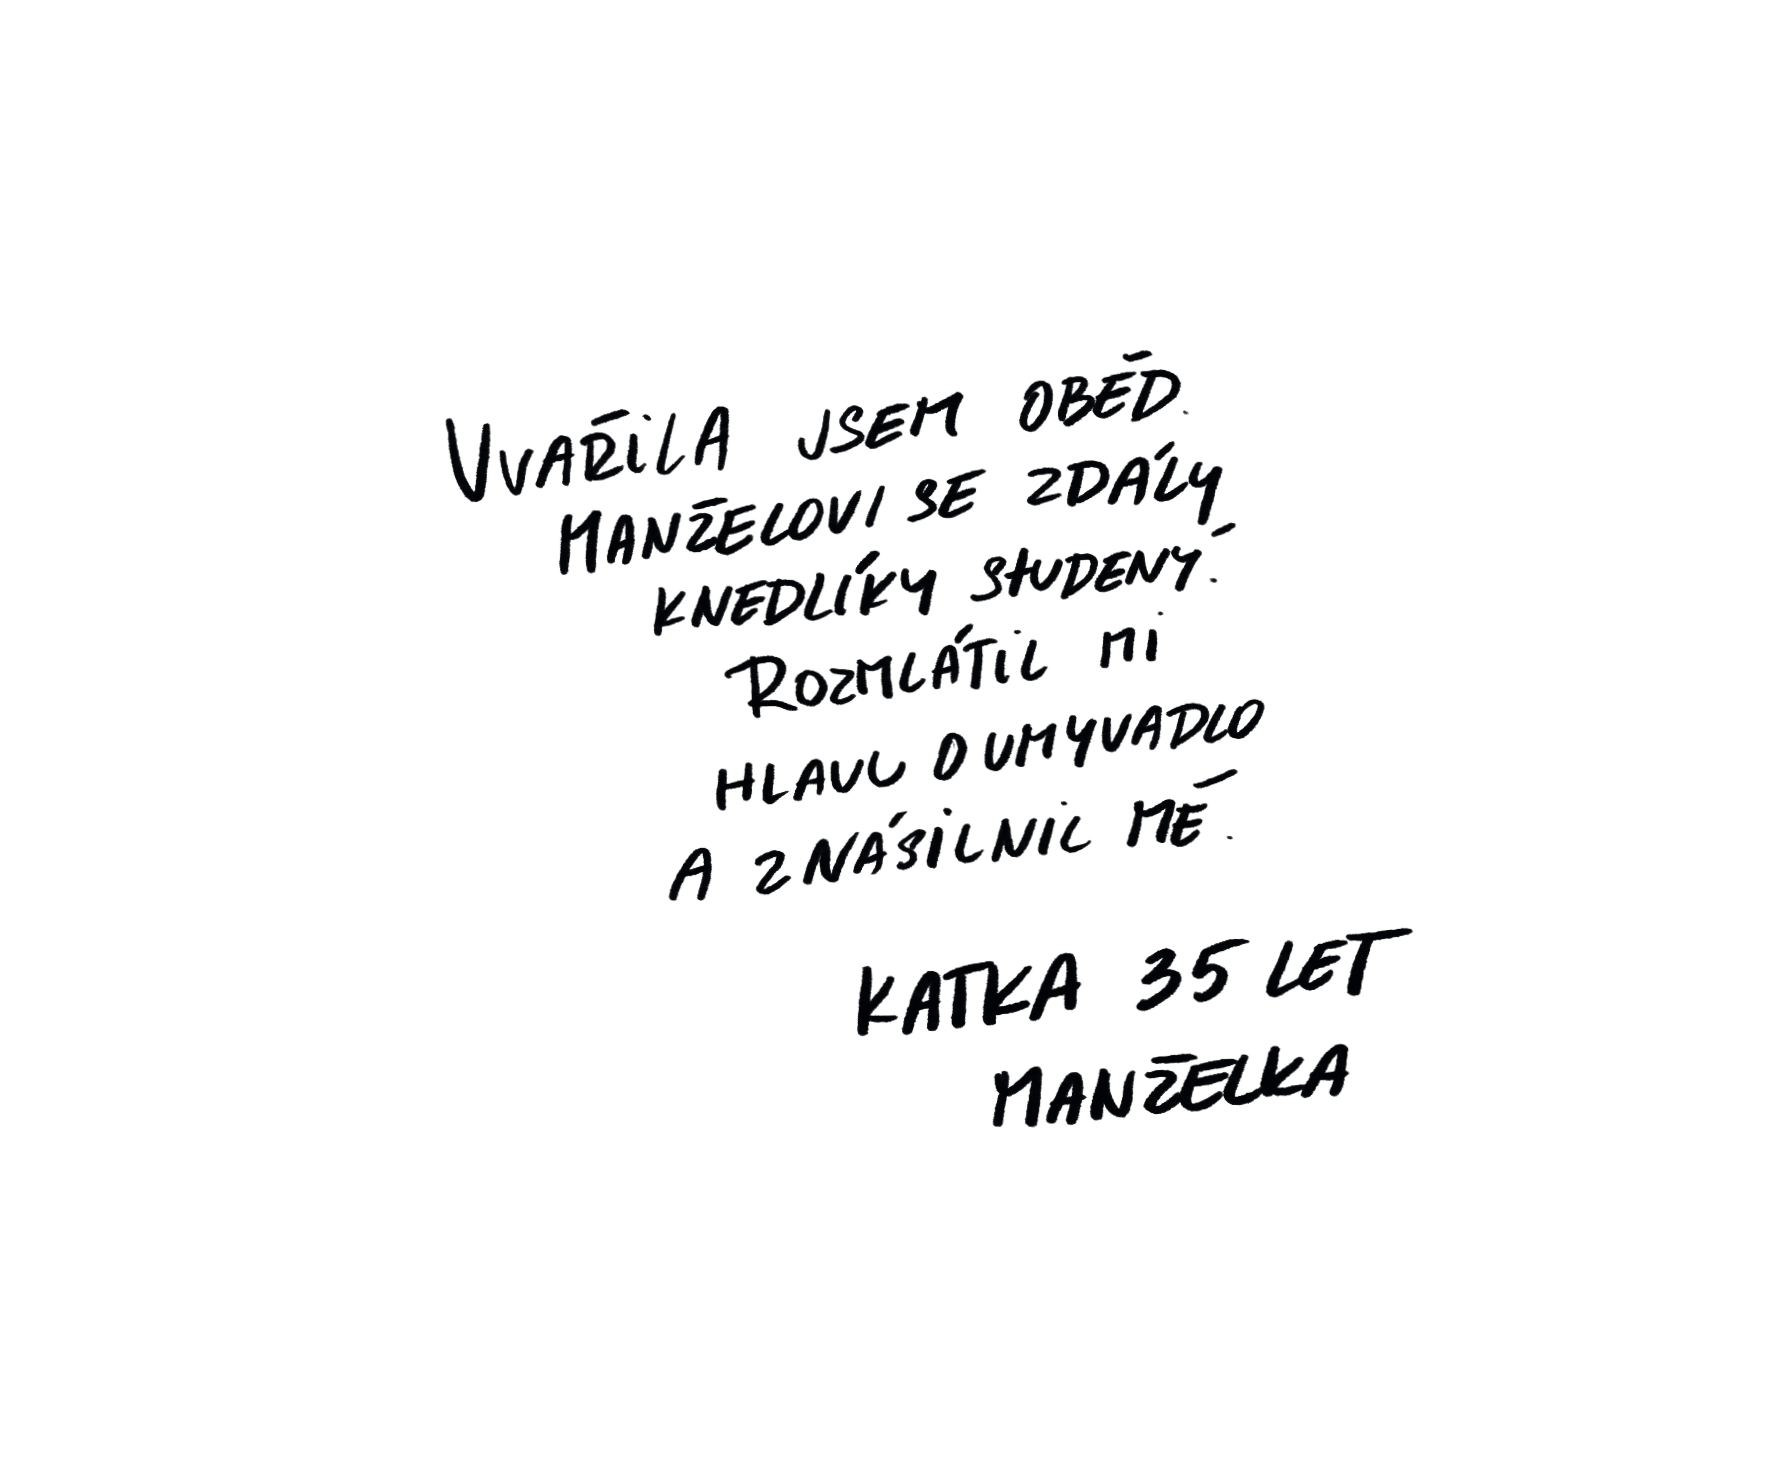 UVAŘILA JSEM OBĚD.
MANŽELOVI SE ZDÁLY
KNEDLÍKY STUDENÝ.
ROZMLÁTIL MI
HLAVU O UMYVADLO
A ZNÁSILNIL MĚ.
KATKA 35 LET
MANŽELKA